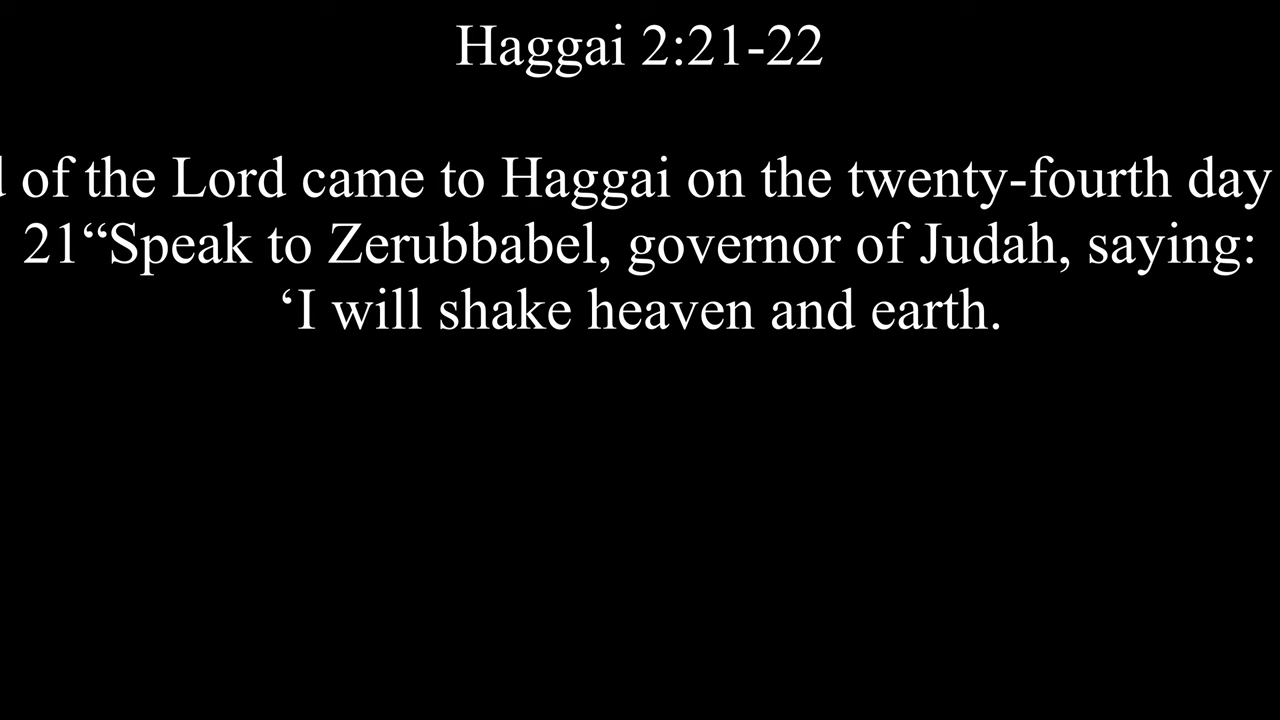 Haggai 2:21-22
of the Lord came to Haggai on the twenty-fourth day
21“Speak to Zerubbabel, governor of Judah, saying:
‘I will shake heaven and earth.